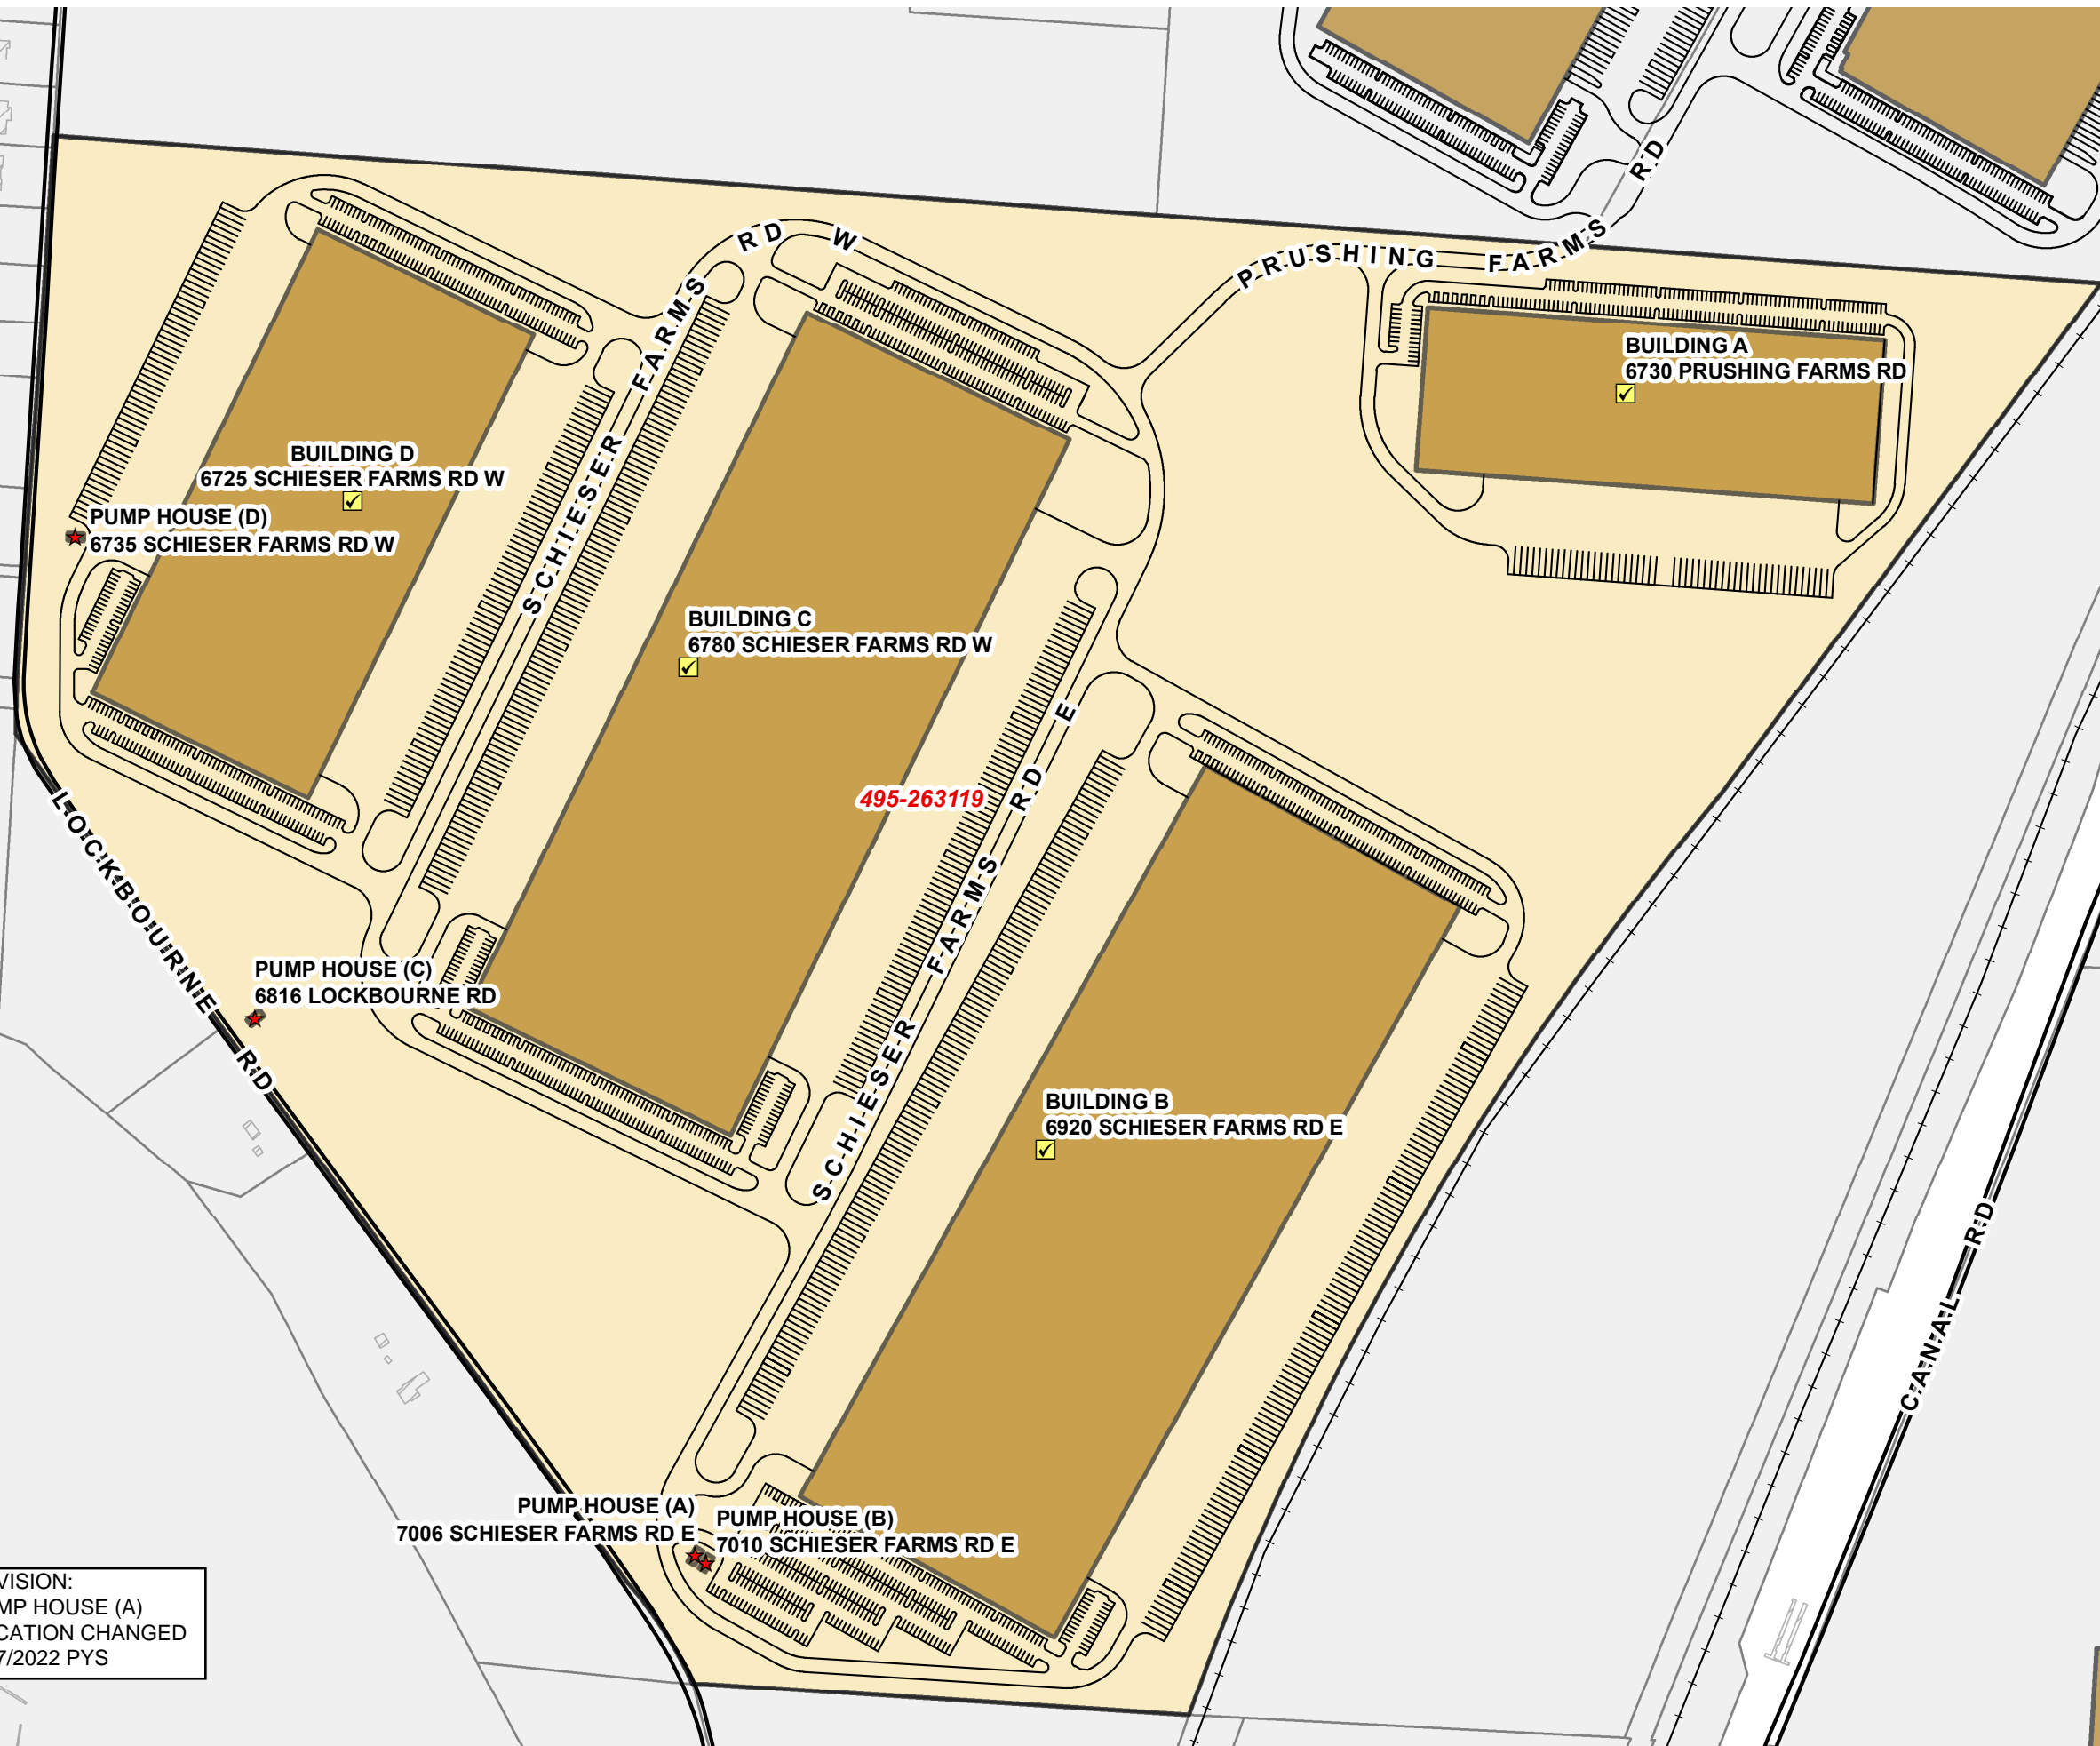 SCHIESER FARMS RD W
PRUSHING FARMS RD
BUILDING A
6730 PRUSHING FARMS RD
BUILDING D
6725 SCHIESER FARMS RD W
PUMP HOUSE (D)
6735 SCHIESER FARMS RD W
BUILDING C
6780 SCHIESER FARMS RD W
495-263119
SCHIESER FARMS RD E
LOCKBOURNE RD
PUMP HOUSE (C)
6816 LOCKBOURNE RD
BUILDING B
6920 SCHIESER FARMS RD E
CANAL RD
PUMP HOUSE (A)
7006 SCHIESER FARMS RD E
PUMP HOUSE (B)
7010 SCHIESER FARMS RD E
VISION:
MP HOUSE (A)
CATION CHANGED
7/2022 PYS